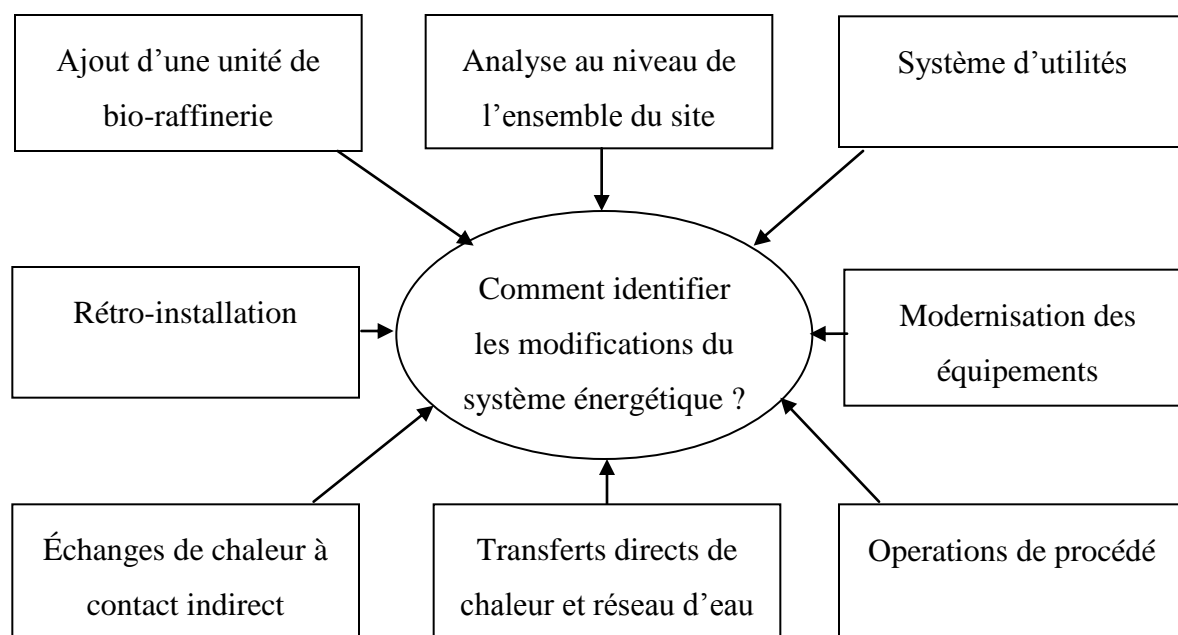 Ajout d’une unité de
bio-raffinerie
Analyse au niveau de
l’ensemble du site
Système d’utilités
Rétro-installation
Comment identifier
les modifications du
système énergétique ?
Modernisation des
équipements
Échanges de chaleur à
contact indirect
Transferts directs de
chaleur et réseau d’eau
Operations de procédé